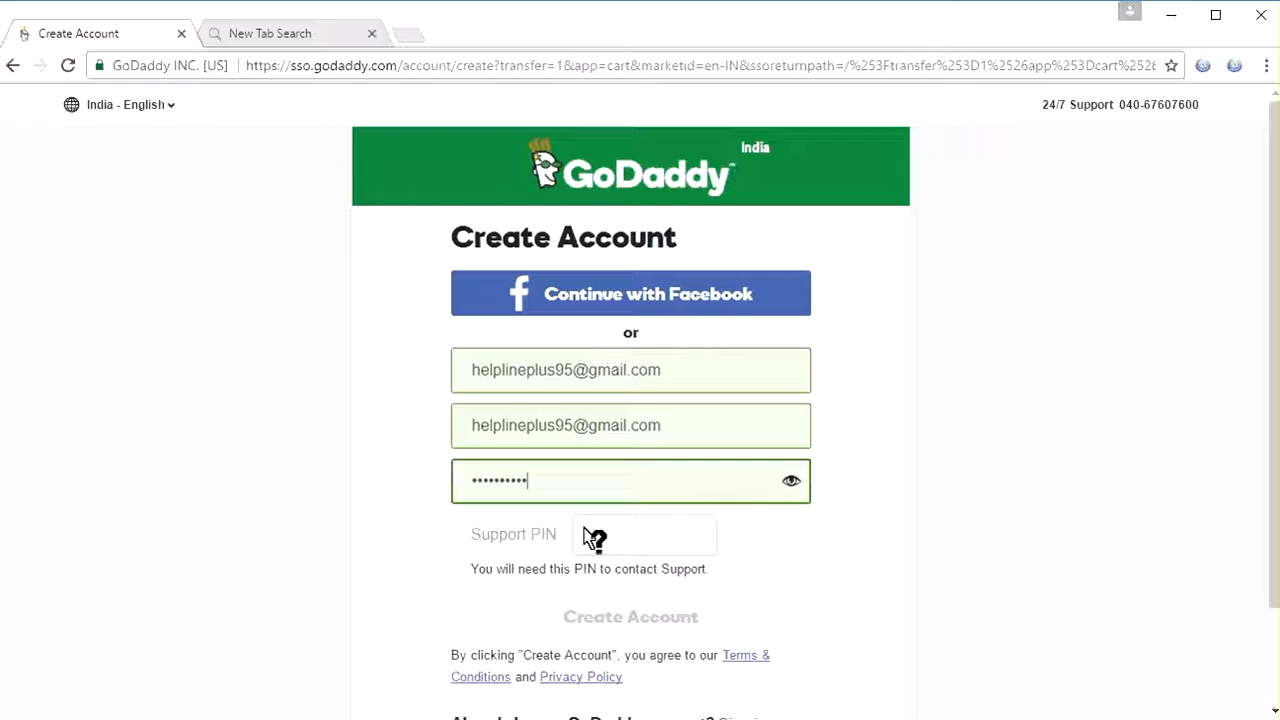 Create Account
New Tab Search
GoDaddy INC. [US]
https://sso.godaddy.com/account/create?transfer=1&app=cart&marketid=en-IN&ssoreturnpath=/%253Ftransfer%253D1%2526app%253Dcart%2526
India - English
24/7 Support 040-67607600
India
GoDaddy™
Create Account
f Continue with Facebook
or
helplineplus95@gmail.com
helplineplus95@gmail.com
••••••••••
Support PIN
?
You will need this PIN to contact Support.
Create Account
By clicking "Create Account", you agree to our Terms &
Conditions and Privacy Policy